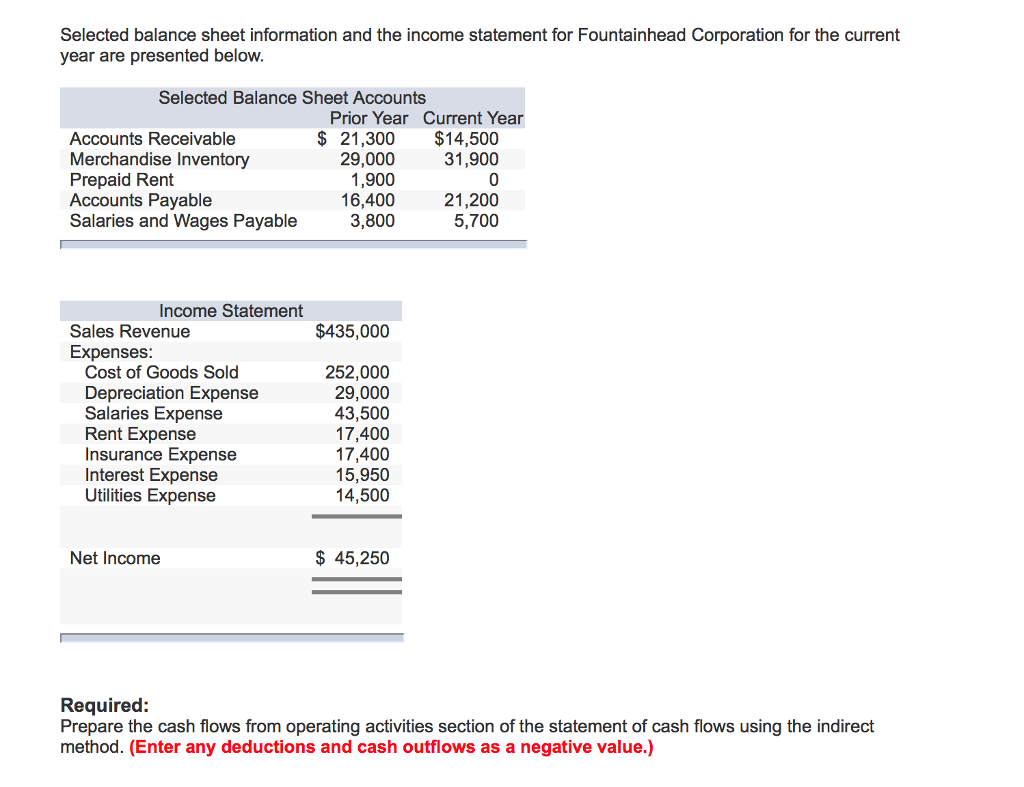 Selected balance sheet information and the income statement for Fountainhead Corporation for the current
year are presented below.
Selected Balance Sheet Accounts
Prior Year Current Year
Accounts Receivable $ 21,300 $14,500
Merchandise Inventory 29,000 31,900
Prepaid Rent 1,900 0
Accounts Payable 16,400 21,200
Salaries and Wages Payable 3,800 5,700
Income Statement
Sales Revenue $435,000
Expenses:
Cost of Goods Sold 252,000
Depreciation Expense 29,000
Salaries Expense 43,500
Rent Expense 17,400
Insurance Expense 17,400
Interest Expense 15,950
Utilities Expense 14,500
Net Income $ 45,250
Required:
Prepare the cash flows from operating activities section of the statement of cash flows using the indirect
method. (Enter any deductions and cash outflows as a negative value.)